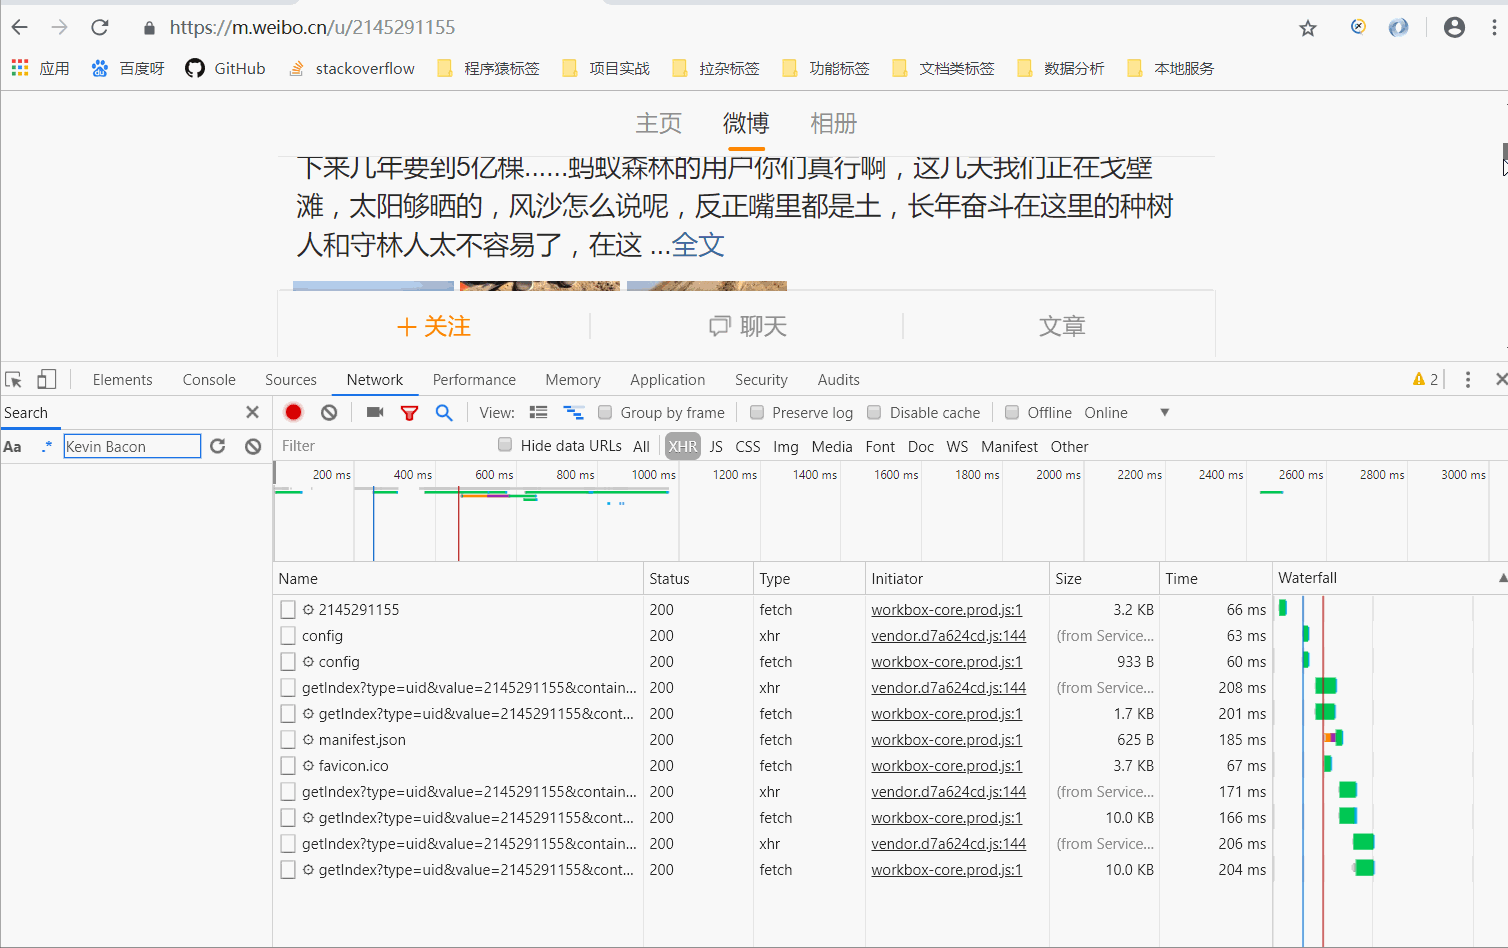 https://m.weibo.cn/u/2145291155
应用 百度呀 GitHub stackoverflow 程序猿标签 项目实战 拉杂标签 功能标签 文档类标签 数据分析 本地服务
主页 微博 相册
下来几年要到5亿棵......蚂蚁森林的用户你们真行啊，这几天我们正在戈壁
滩，太阳够晒的，风沙怎么说呢，反正嘴里都是土，长年奋斗在这里的种树
人和守林人太不容易了，在这 ...全文
关注 聊天 文章
Elements Console Sources Network Performance Memory Application Security Audits 2
Search View: Group by frame Preserve log Disable cache Offline Online
Aa .* Kevin Bacon Filter Hide data URLs All XHR JS CSS Img Media Font Doc WS Manifest Other
200 ms 400 ms 600 ms 800 ms 1000 ms 1200 ms 1400 ms 1600 ms 1800 ms 2000 ms 2200 ms 2400 ms 2600 ms 2800 ms 3000 ms
Name Status Type Initiator Size Time Waterfall
2145291155 200 fetch workbox-core.prod.js:1 3.2 KB 66 ms
config 200 xhr vendor.d7a624cd.js:144 (from Service... 63 ms
config 200 fetch workbox-core.prod.js:1 933 B 60 ms
getIndex?type=uid&value=2145291155&contain... 200 xhr vendor.d7a624cd.js:144 (from Service... 208 ms
getIndex?type=uid&value=2145291155&cont... 200 fetch workbox-core.prod.js:1 1.7 KB 201 ms
manifest.json 200 fetch workbox-core.prod.js:1 625 B 185 ms
favicon.ico 200 fetch workbox-core.prod.js:1 3.7 KB 67 ms
getIndex?type=uid&value=2145291155&contain... 200 xhr vendor.d7a624cd.js:144 (from Service... 171 ms
getIndex?type=uid&value=2145291155&cont... 200 fetch workbox-core.prod.js:1 10.0 KB 166 ms
getIndex?type=uid&value=2145291155&contain... 200 xhr vendor.d7a624cd.js:144 (from Service... 206 ms
getIndex?type=uid&value=2145291155&cont... 200 fetch workbox-core.prod.js:1 10.0 KB 204 ms